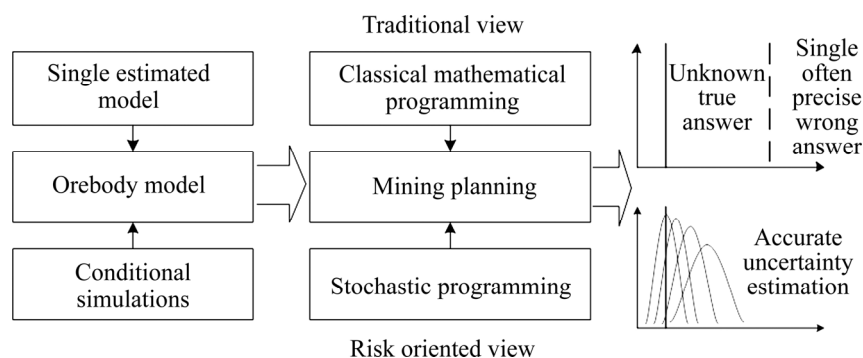 Traditional view
Single estimated
model
Classical mathematical
programming
Unknown
true
answer
Single
often
precise
wrong
answer
Orebody model
Mining planning
Conditional
simulations
Stochastic programming
Accurate
uncertainty
estimation
Risk oriented view